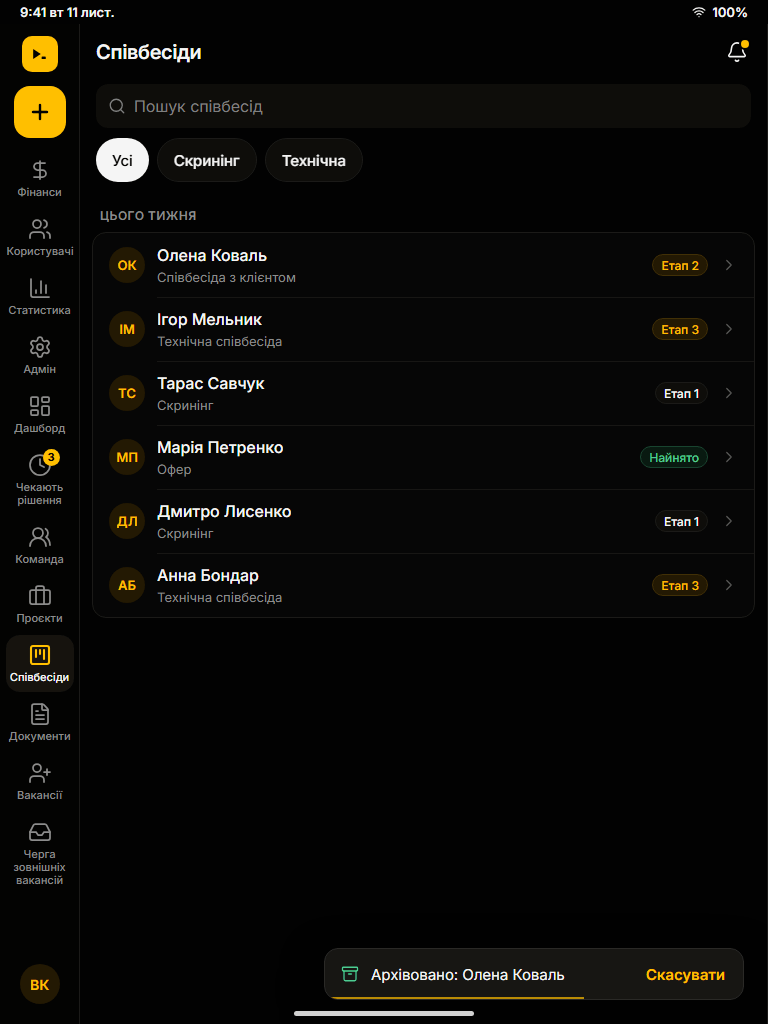 9:41 вт 11 лист.
100%
Співбесіди
Пошук співбесід
Усі
Скринінг
Технічна
Фінанси
Користувачі
Статистика
Адмін
Дашборд
3
Чекають
рішення
Команда
Проєкти
Співбесіди
Документи
Вакансії
Черга
зовнішніх
вакансій
ВК
ЦЬОГО ТИЖНЯ
ОК
Олена Коваль
Співбесіда з клієнтом
Етап 2
ІМ
Ігор Мельник
Технічна співбесіда
Етап 3
ТС
Тарас Савчук
Скринінг
Етап 1
МП
Марія Петренко
Офер
Найнято
ДЛ
Дмитро Лисенко
Скринінг
Етап 1
АБ
Анна Бондар
Технічна співбесіда
Етап 3
Архівовано: Олена Коваль
Скасувати